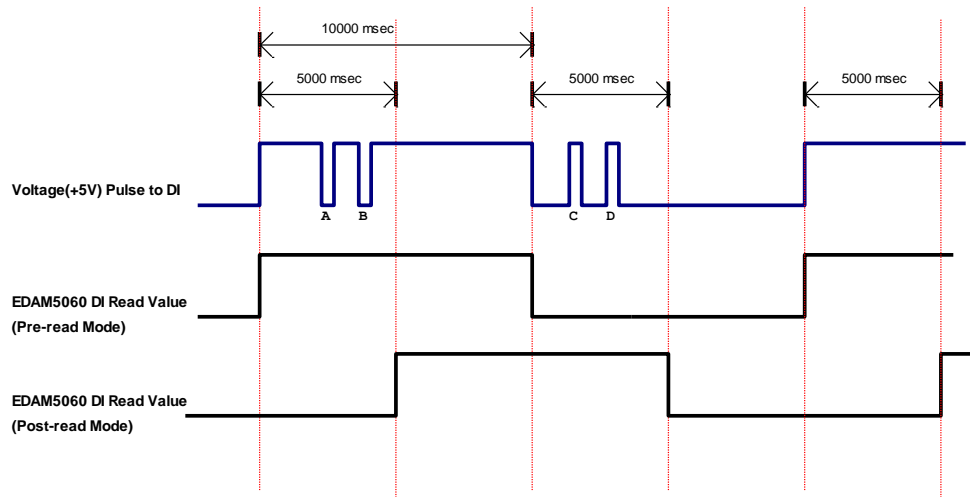 10000 msec
5000 msec
5000 msec
5000 msec
Voltage(+5V) Pulse to DI
A
B
C
D
EDAM5060 DI Read Value
(Pre-read Mode)
EDAM5060 DI Read Value
(Post-read Mode)